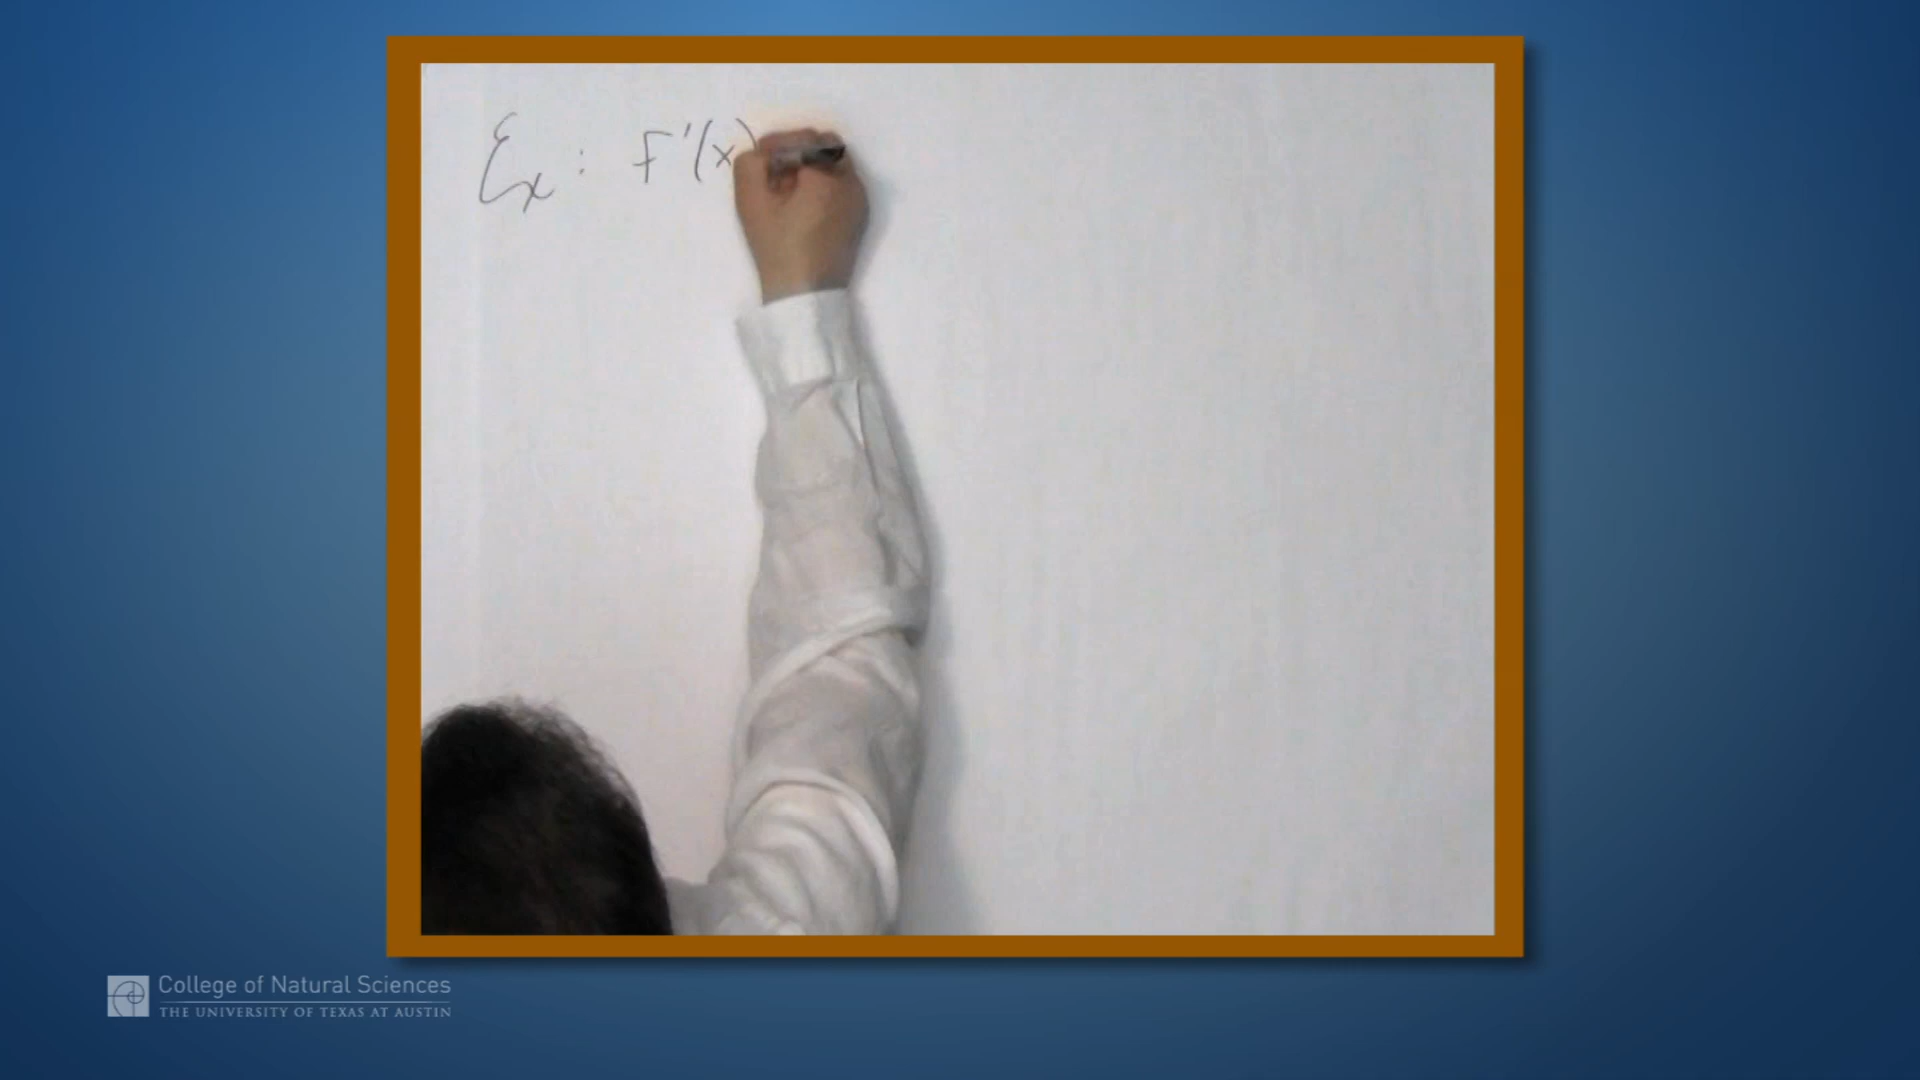 Ex : f'(x)
College of Natural Sciences
THE UNIVERSITY OF TEXAS AT AUSTIN